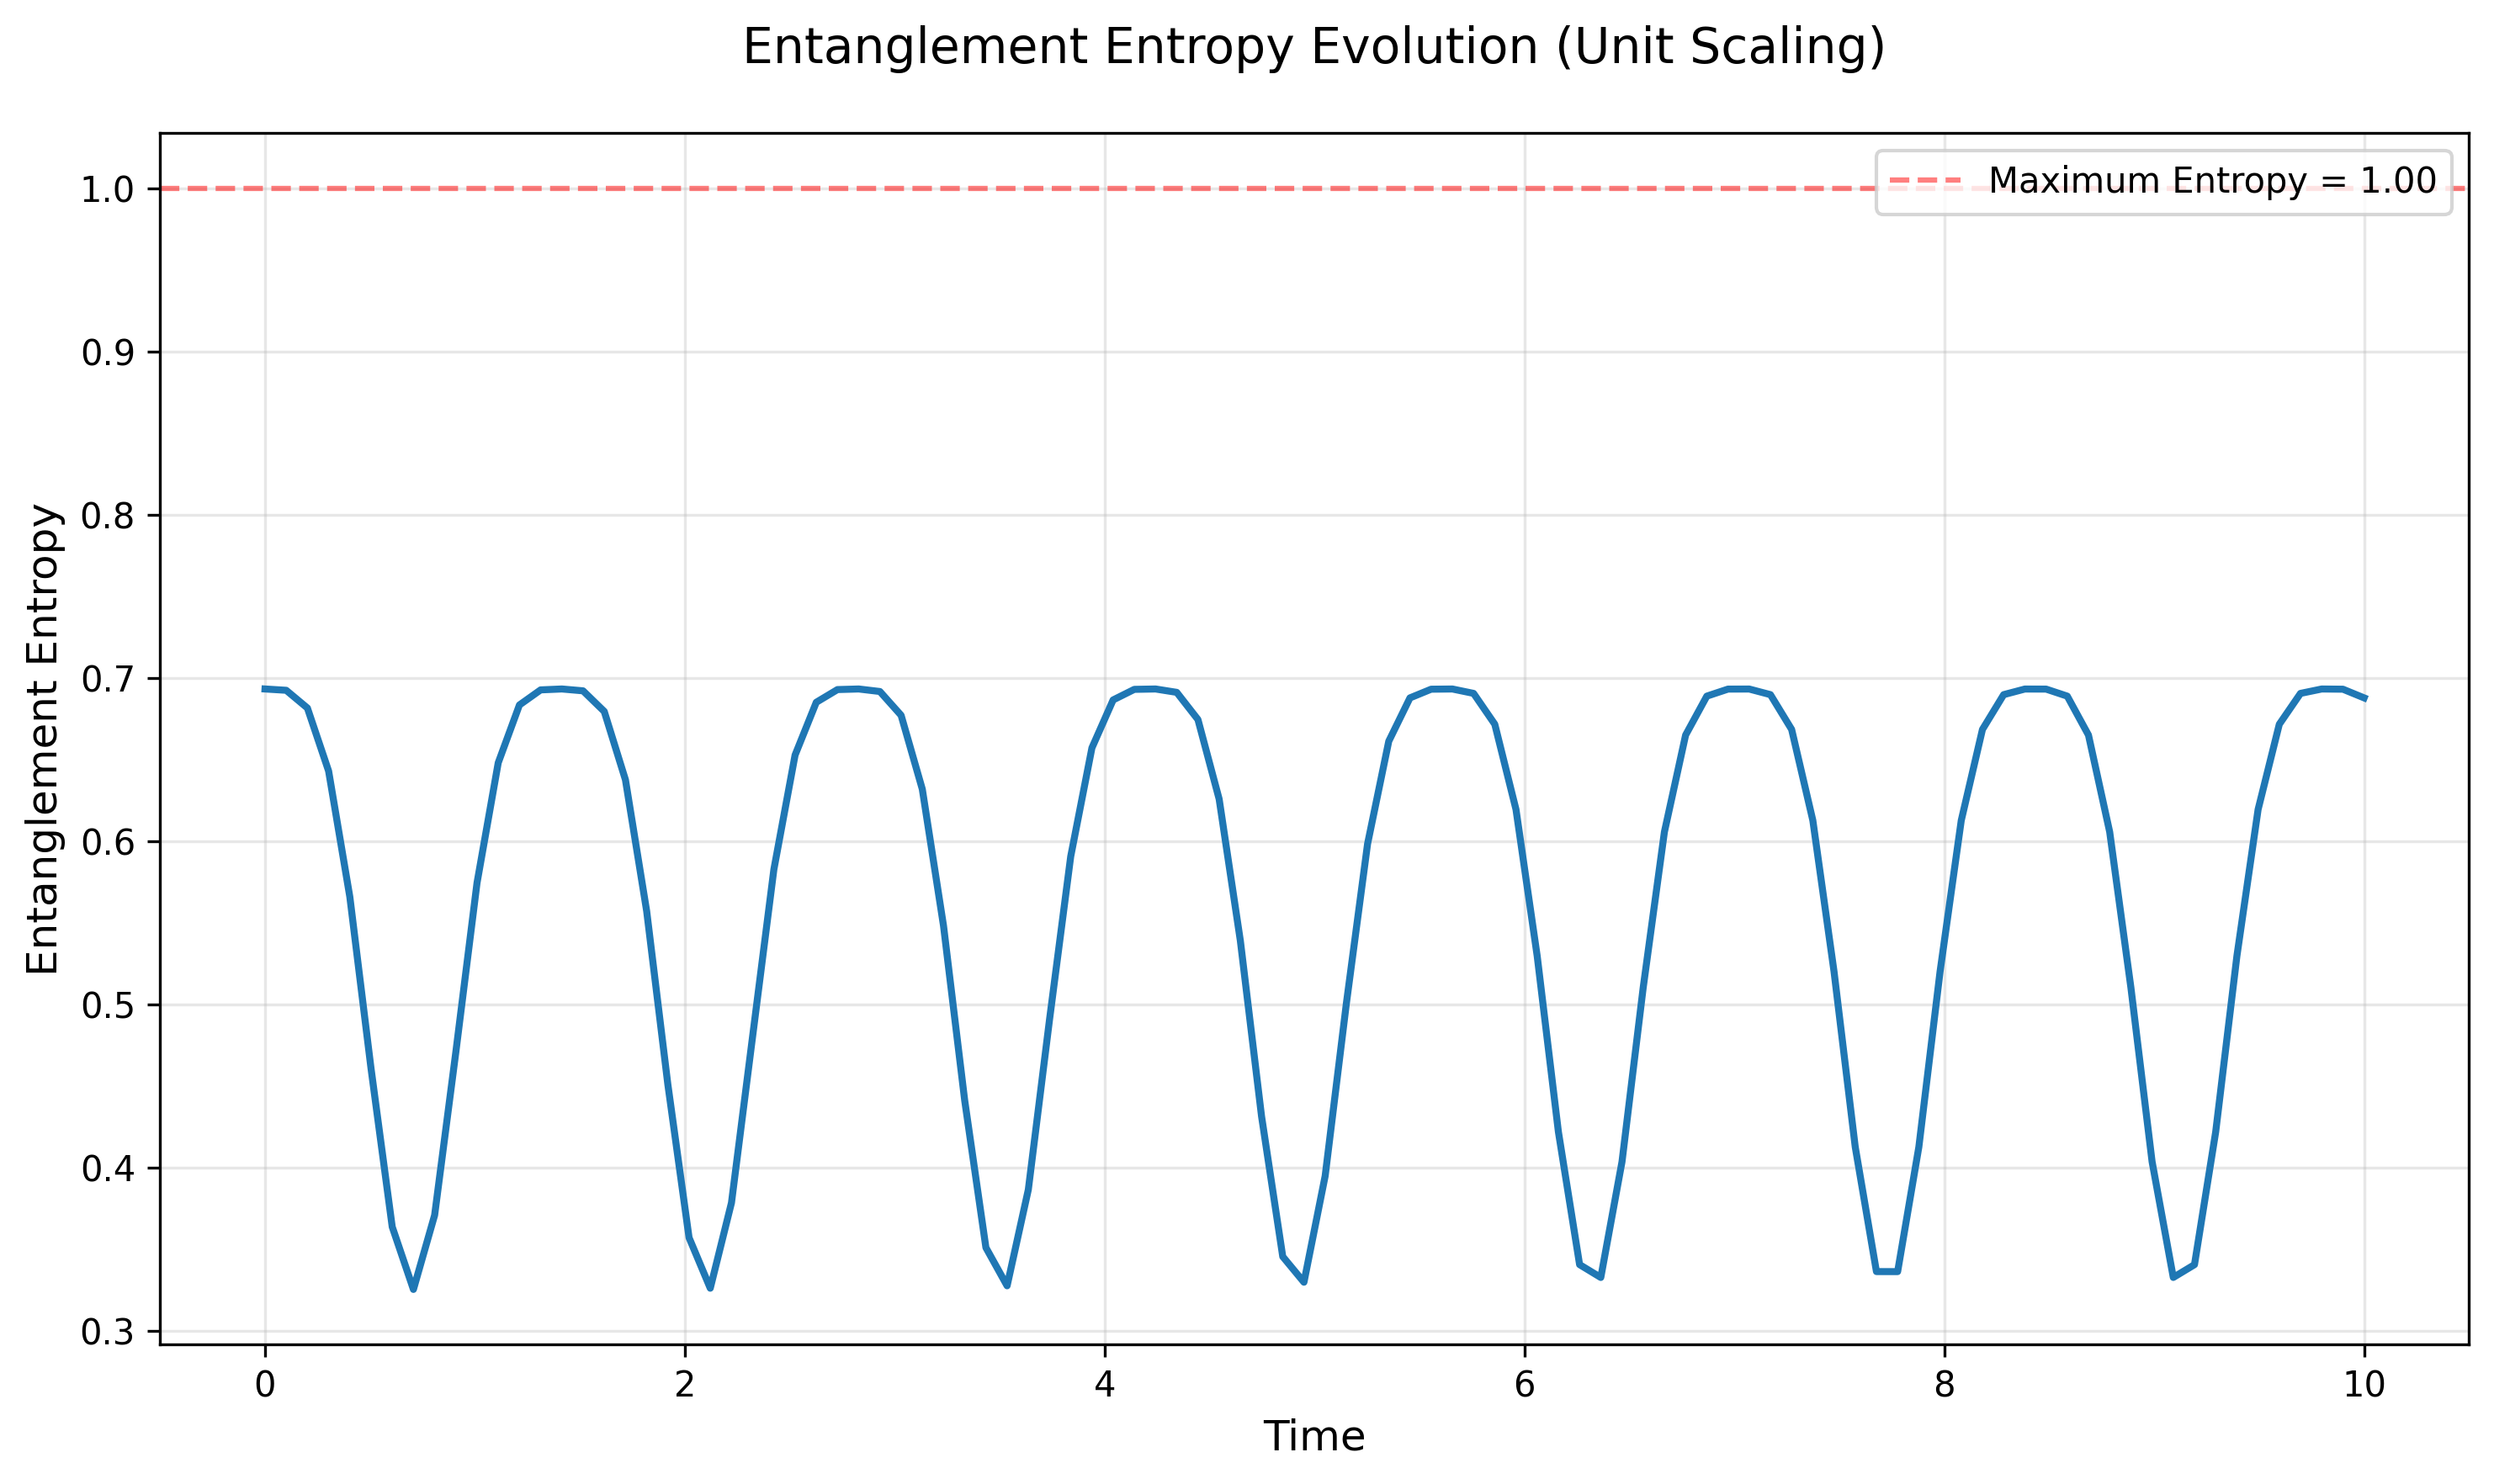 Entanglement Entropy Evolution (Unit Scaling)
Maximum Entropy = 1.00
Entanglement Entropy
1.0
0.9
0.8
0.7
0.6
0.5
0.4
0.3
0 2 4 6 8 10
Time